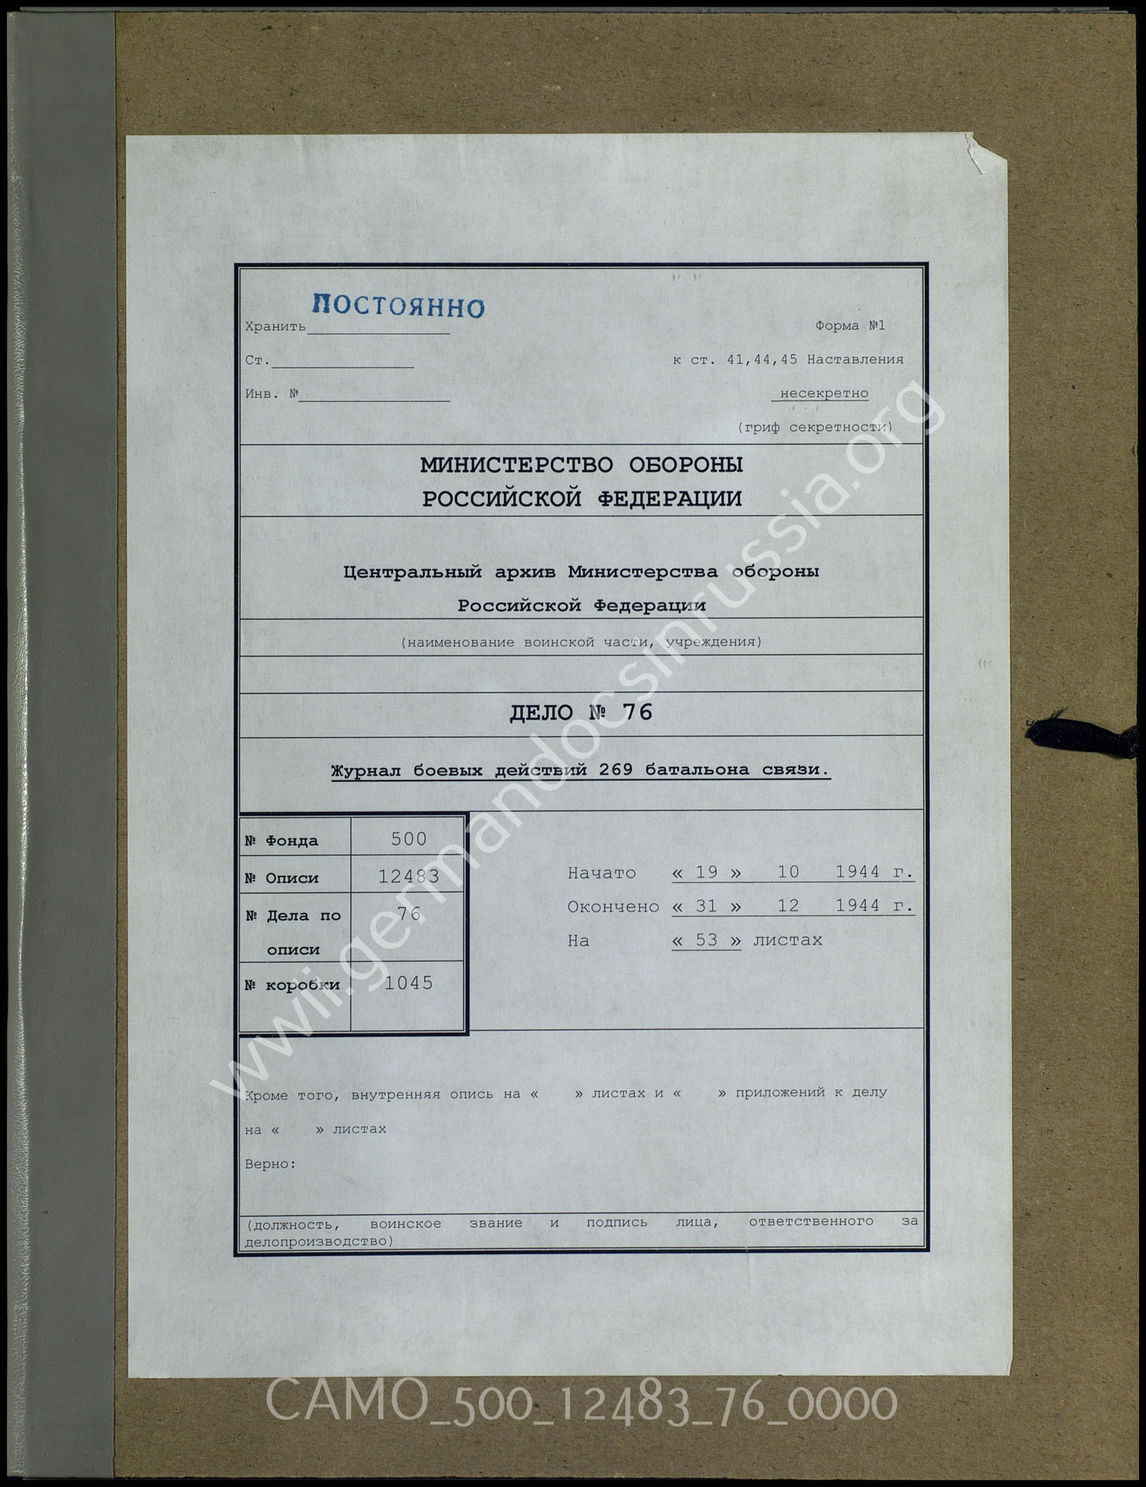 ПОСТОЯННО
Хранить
Форма №1
Ст.
к ст. 41,44,45 Наставления
Инв. №
несекретно
(гриф секретности)
МИНИСТЕРСТВО ОБОРОНЫ
РОССИЙСКОЙ ФЕДЕРАЦИИ
Центральный архив Министерства обороны
Российской Федерации
(наименование воинской части, учреждения)
ДЕЛО № 76
Журнал боевых действий 269 батальона связи.
№ Фонда 500
№ Описи 12483
№ Дела по 76
описи
№ коробки 1045
Начато « 19 » 10 1944 г.
Окончено « 31 » 12 1944 г.
На « 53 » листах
Кроме того, внутренняя опись на « » листах и « » приложений к делу
на « » листах
Верно:
(должность, воинское звание и подпись лица, ответственного за
делопроизводство)
wwii.germandocsinrussia.org
CAMO_500_12483_76_0000